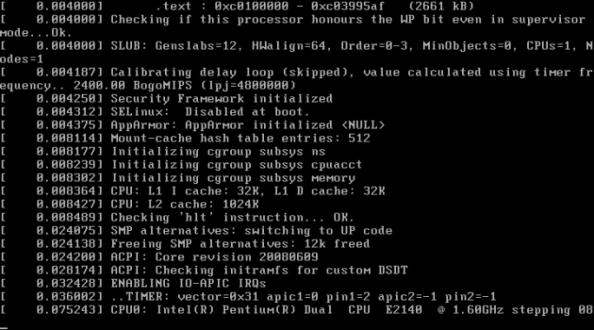 [    0.004000]       .text : 0xc0100000 - 0xc03995af   (2661 kB)
[    0.004000] Checking if this processor honours the WP bit even in supervisor
mode...Ok.
[    0.004000] SLUB: Genslabs=12, HWalign=64, Order=0-3, MinObjects=0, CPUs=1, N
odes=1
[    0.004187] Calibrating delay loop (skipped), value calculated using timer fr
equency.. 2400.00 BogoMIPS (lpj=4800000)
[    0.004250] Security Framework initialized
[    0.004312] SELinux:  Disabled at boot.
[    0.004375] AppArmor: AppArmor initialized <NULL>
[    0.008114] Mount-cache hash table entries: 512
[    0.008177] Initializing cgroup subsys ns
[    0.008239] Initializing cgroup subsys cpuacct
[    0.008302] Initializing cgroup subsys memory
[    0.008364] CPU: L1 I cache: 32K, L1 D cache: 32K
[    0.008427] CPU: L2 cache: 1024K
[    0.008489] Checking 'hlt' instruction... OK.
[    0.024075] SMP alternatives: switching to UP code
[    0.024138] Freeing SMP alternatives: 12k freed
[    0.024200] ACPI: Core revision 20080609
[    0.028174] ACPI: Checking initramfs for custom DSDT
[    0.032428] ENABLING IO-APIC IRQs
[    0.036002] ..TIMER: vector=0x31 apic1=0 pin1=2 apic2=-1 pin2=-1
[    0.075243] CPU0: Intel(R) Pentium(R) Dual  CPU  E2140  @ 1.60GHz stepping 08